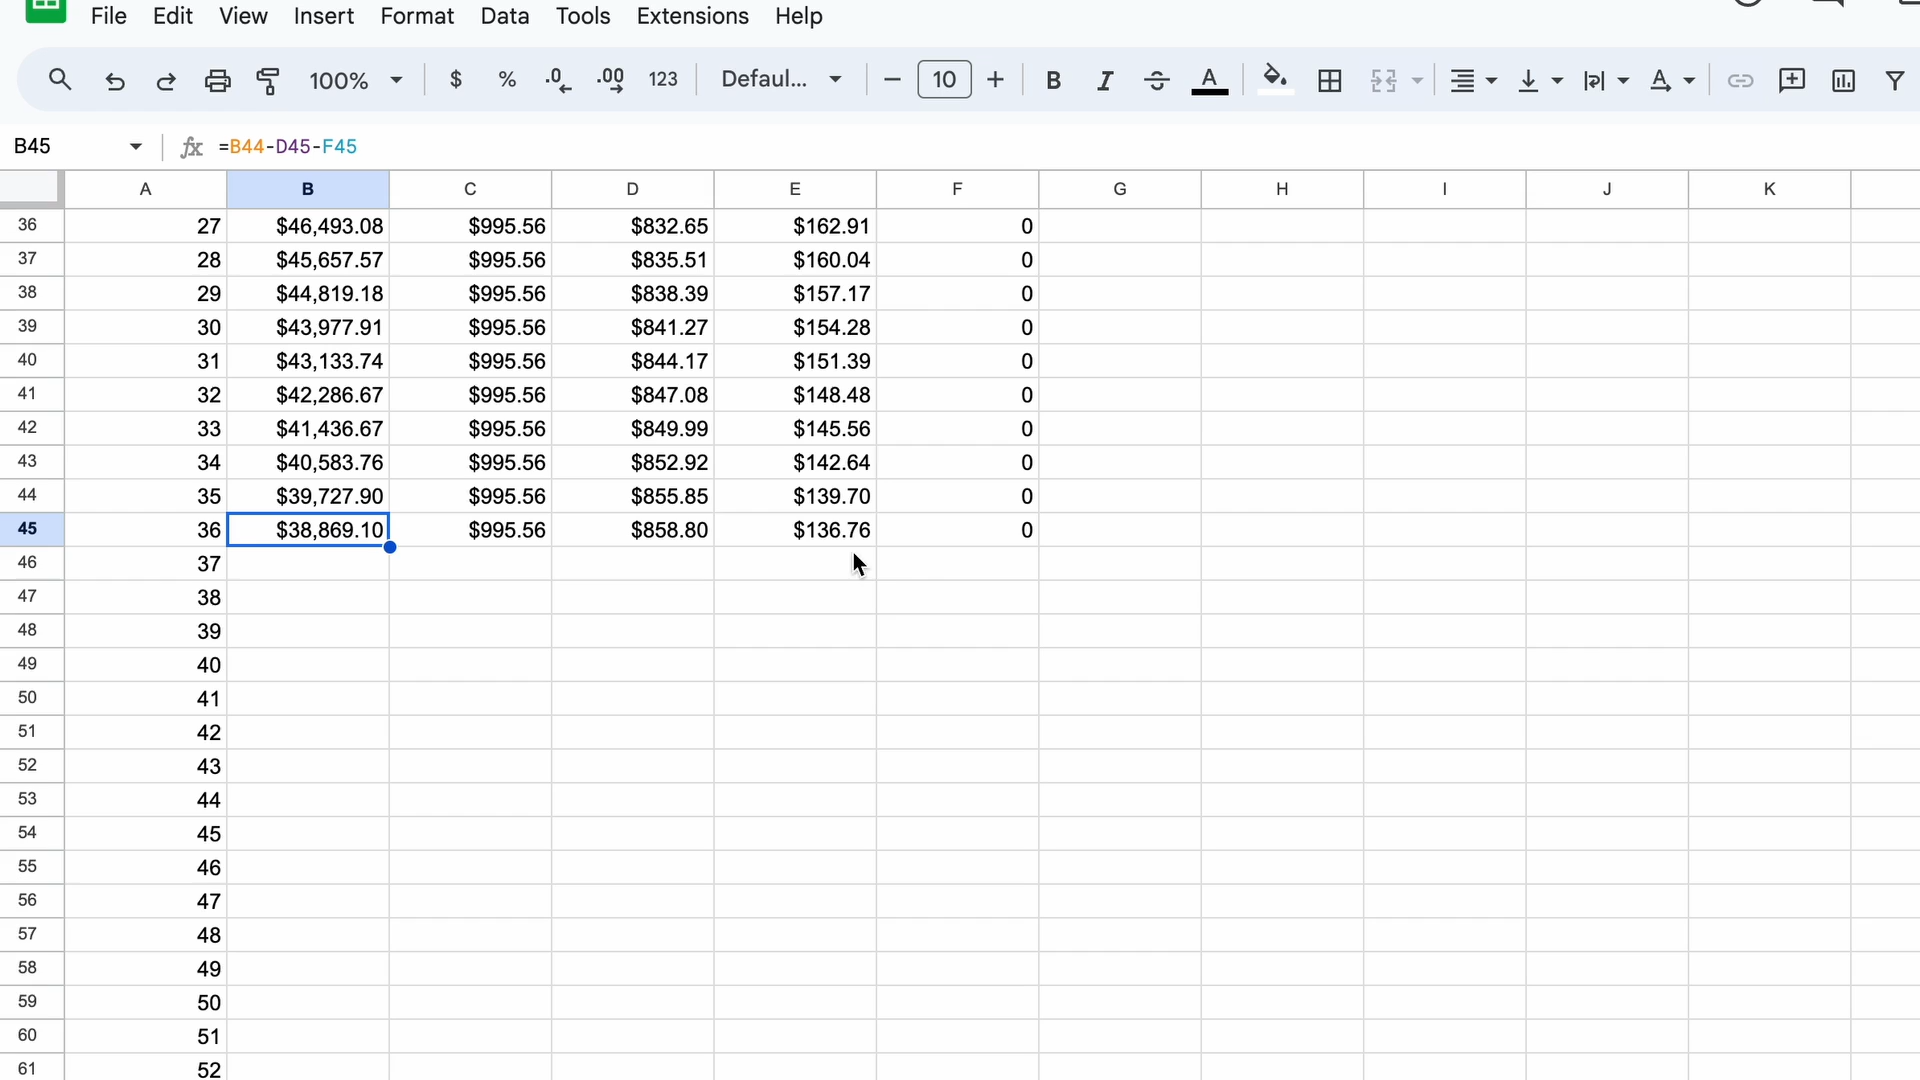 File Edit View Insert Format Data Tools Extensions Help
100% $ % .0 .00 123 Defaul... 10 B I A
B45 fx =B44-D45-F45
A B C D E F G H I J K
36 27 $46,493.08 $995.56 $832.65 $162.91 0
37 28 $45,657.57 $995.56 $835.51 $160.04 0
38 29 $44,819.18 $995.56 $838.39 $157.17 0
39 30 $43,977.91 $995.56 $841.27 $154.28 0
40 31 $43,133.74 $995.56 $844.17 $151.39 0
41 32 $42,286.67 $995.56 $847.08 $148.48 0
42 33 $41,436.67 $995.56 $849.99 $145.56 0
43 34 $40,583.76 $995.56 $852.92 $142.64 0
44 35 $39,727.90 $995.56 $855.85 $139.70 0
45 36 $38,869.10 $995.56 $858.80 $136.76 0
46 37
47 38
48 39
49 40
50 41
51 42
52 43
53 44
54 45
55 46
56 47
57 48
58 49
59 50
60 51
61 52